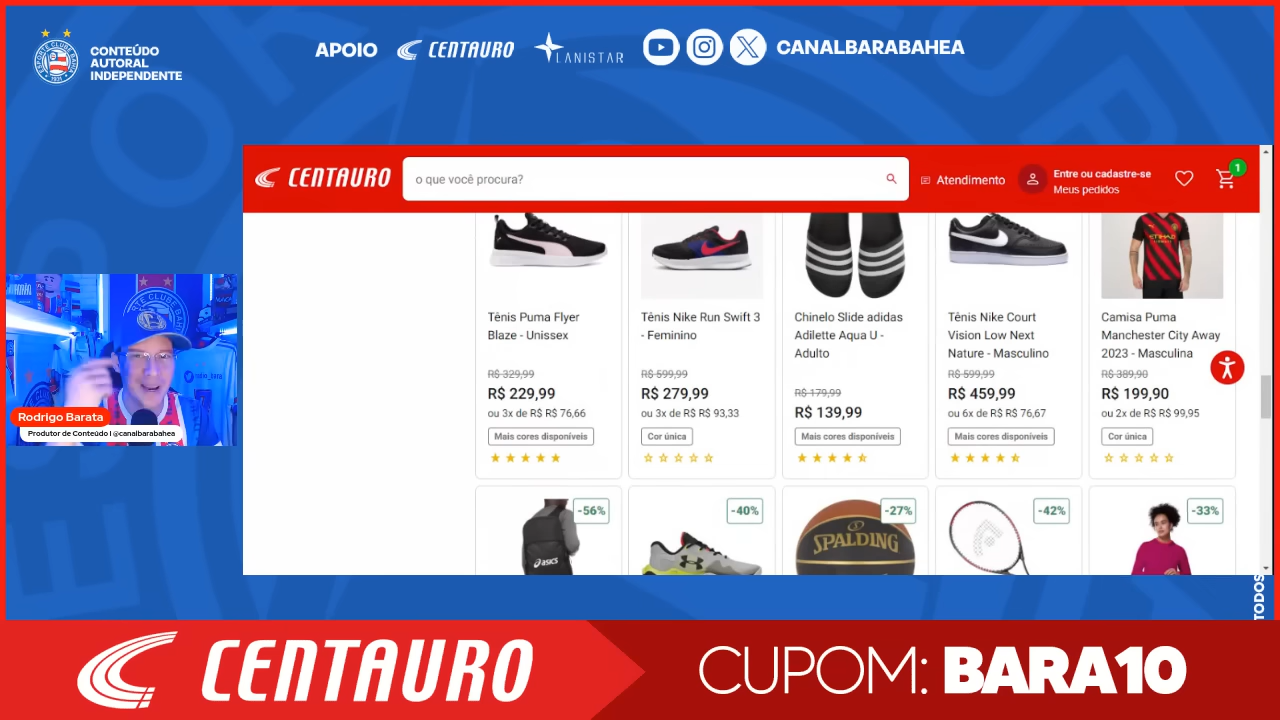 CONTEÚDO
AUTORAL
INDEPENDENTE
APOIO CENTAURO LANISTAR CANALBARABAHEA
CENTAURO
o que você procura?
Atendimento
Entre ou cadastre-se
Meus pedidos
1
Tênis Puma Flyer
Blaze - Unissex
R$ 329,99
R$ 229,99
ou 3x de R$ R$ 76,66
Mais cores disponíveis
Tênis Nike Run Swift 3
- Feminino
R$ 599,99
R$ 279,99
ou 3x de R$ R$ 93,33
Cor única
Chinelo Slide adidas
Adilette Aqua U -
Adulto
R$ 179,99
R$ 139,99
Mais cores disponíveis
Tênis Nike Court
Vision Low Next
Nature - Masculino
R$ 599,99
R$ 459,99
ou 6x de R$ R$ 76,67
Mais cores disponíveis
ETIHAD
Camisa Puma
Manchester City Away
2023 - Masculina
R$ 389,90
R$ 199,90
ou 2x de R$ R$ 99,95
Cor única
-56%
asics
-40%
-27%
SPALDING
-42%
-33%
Rodrigo Barata
Produtor de Conteúdo | @canalbarabahea
TODOS
CENTAURO
CUPOM: BARA10